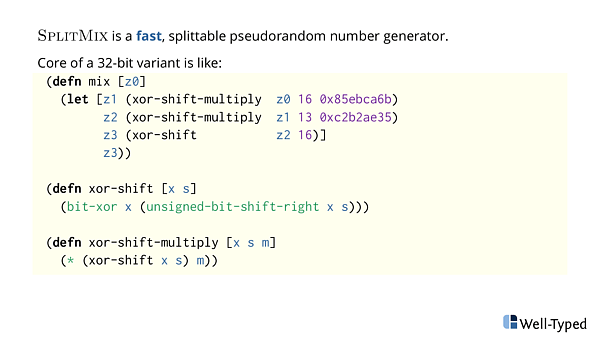 SPLITMIX is a fast, splittable pseudorandom number generator.
Core of a 32-bit variant is like:
(defn mix [z0]
  (let [z1 (xor-shift-multiply  z0 16 0x85ebca6b)
        z2 (xor-shift-multiply  z1 13 0xc2b2ae35)
        z3 (xor-shift           z2 16)]
        z3))
(defn xor-shift [x s]
  (bit-xor x (unsigned-bit-shift-right x s)))
(defn xor-shift-multiply [x s m]
  (* (xor-shift x s) m))
Well-Typed